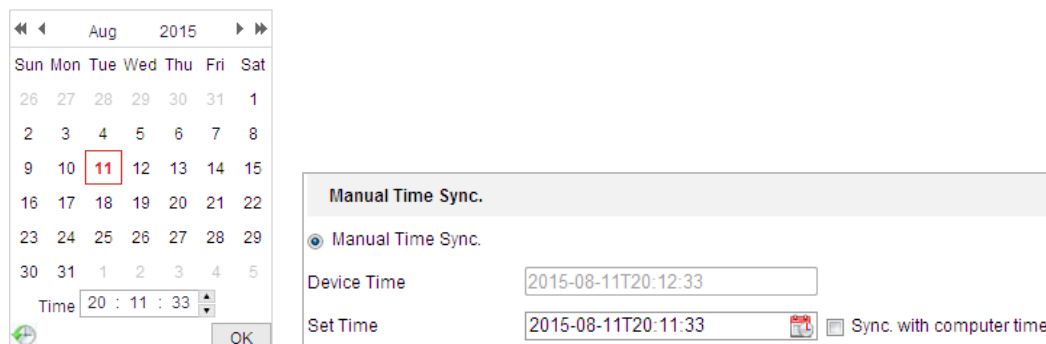 Aug 2015
Sun Mon Tue Wed Thu Fri Sat
26 27 28 29 30 31 1
2 3 4 5 6 7 8
9 10 11 12 13 14 15
16 17 18 19 20 21 22
23 24 25 26 27 28 29
30 31 1 2 3 4 5
Time 20 : 11 : 33
OK
Manual Time Sync.
Manual Time Sync.
Device Time 2015-08-11T20:12:33
Set Time 2015-08-11T20:11:33 Sync. with computer time